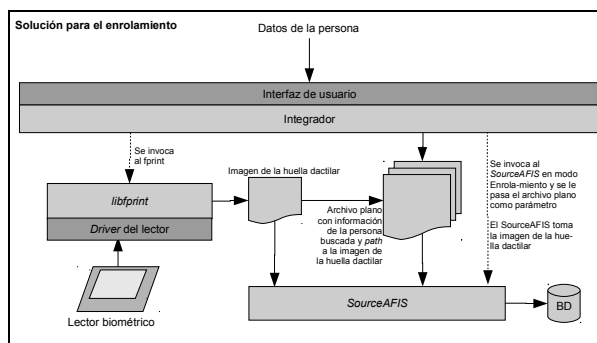 Solución para el enrolamiento
Datos de la persona
Interfaz de usuario
Integrador
Se invoca
al fprint
Imagen de la huella dactilar
libfprint
Driver del lector
Lector biométrico
Archivo plano
con información
de la persona
buscada y path
a la imagen de
la huella dactilar
Se invoca al
SourceAFIS en modo
Enrola-miento y se le
pasa el archivo plano
como parámetro
El SourceAFIS toma
la imagen de la hue-
lla dactilar
SourceAFIS
BD